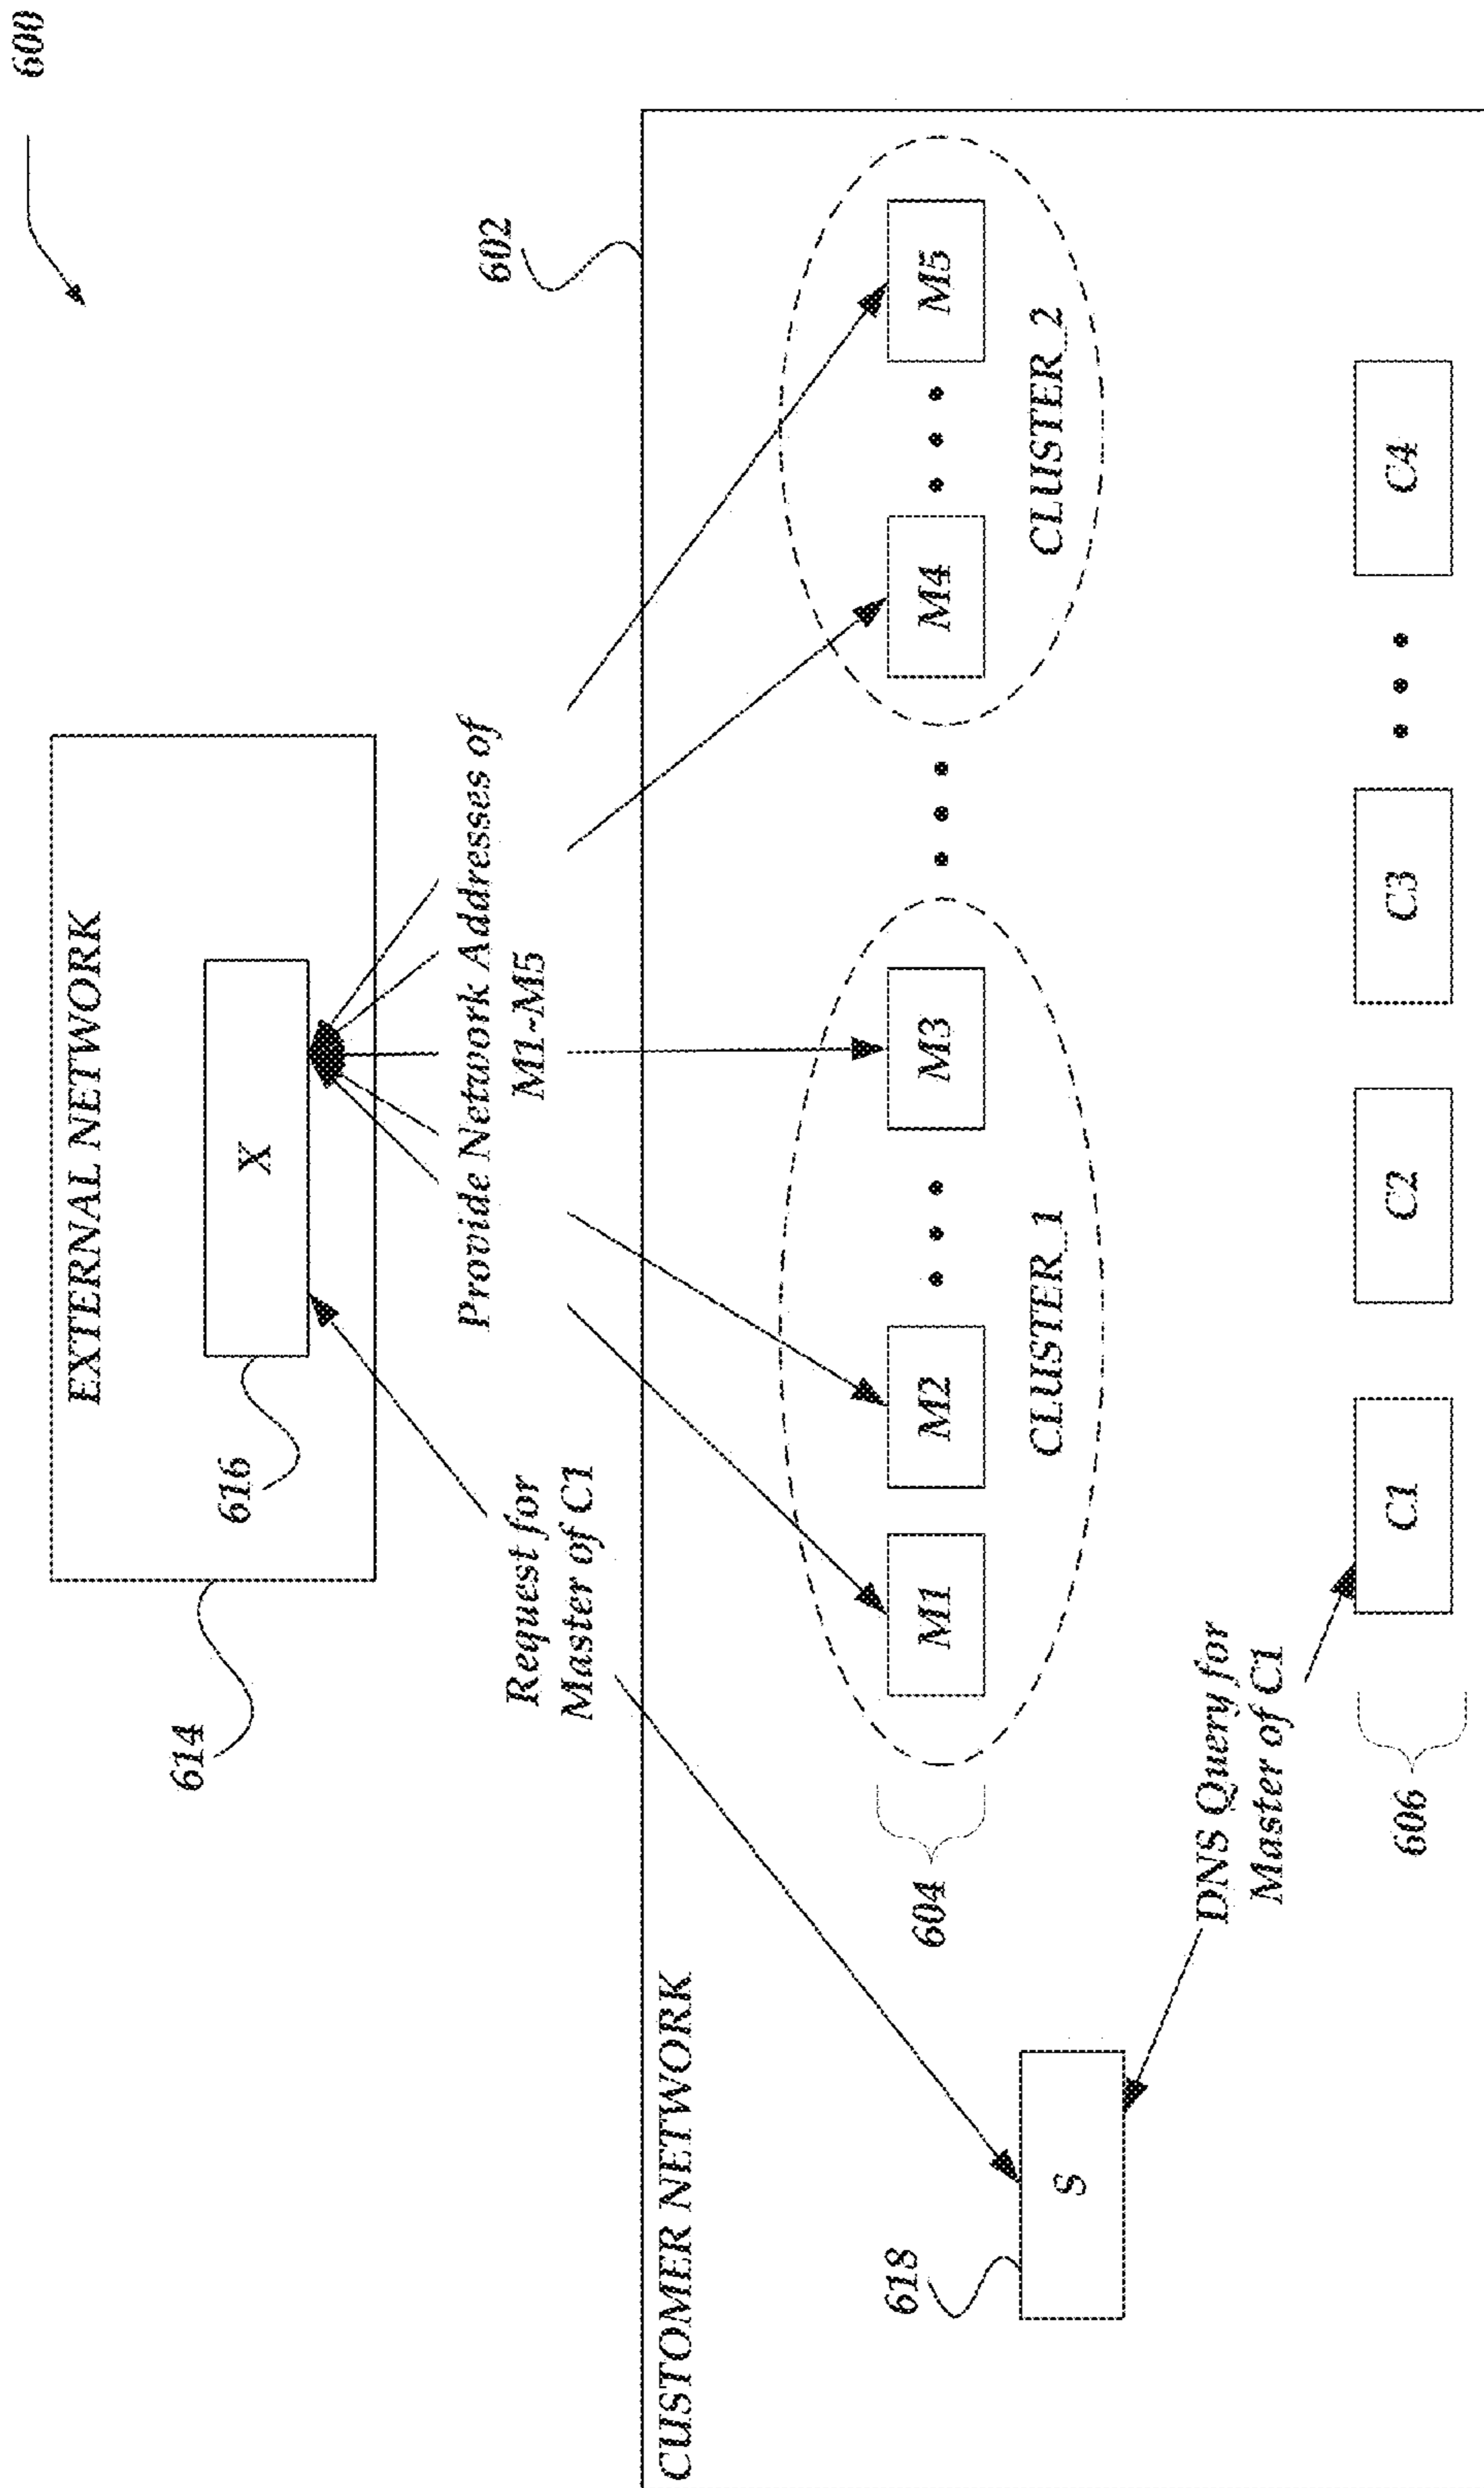 600
EXTERNAL NETWORK
614
616
X
Request for
Master of C1
Provide Network Addresses of
M1-M5
602
CUSTOMER NETWORK
604
M1
M2
M3
M4
M5
CLUSTER_1
CLUSTER_2
618
S
DNS Query for
Master of C1
606
C1
C2
C3
C4